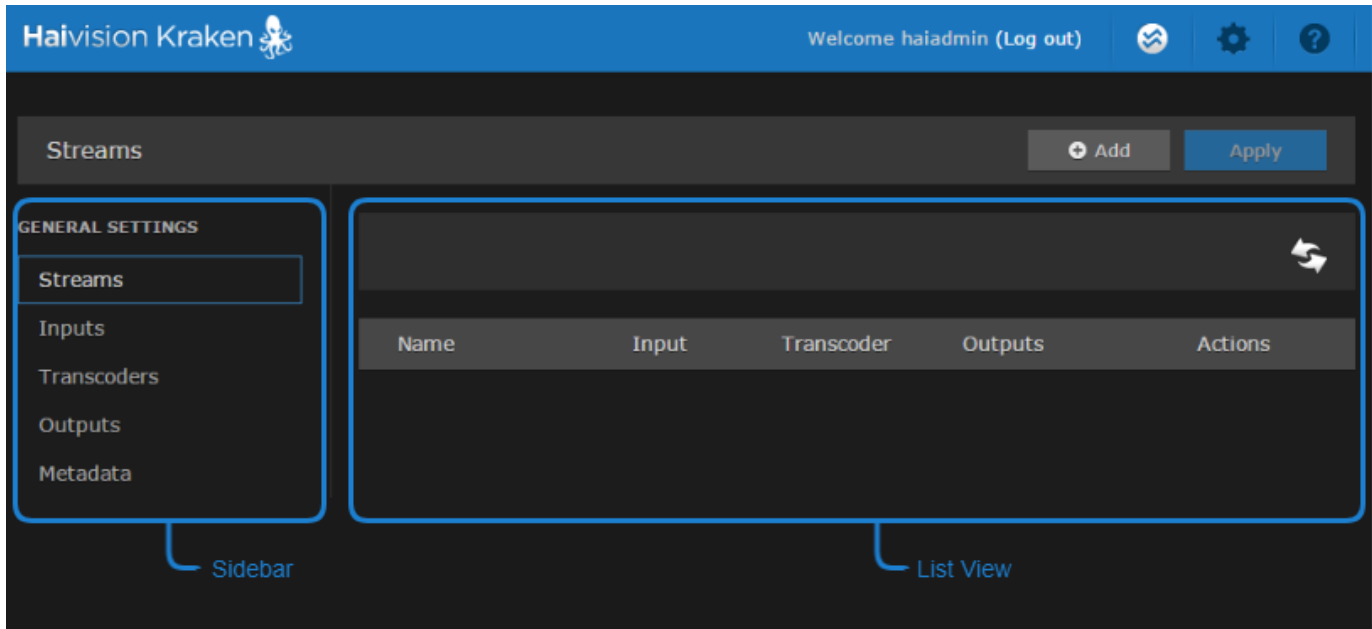 Haivision Kraken
Welcome haiadmin (Log out)
Streams
Add
Apply
GENERAL SETTINGS
Streams
Inputs
Transcoders
Outputs
Metadata
Name Input Transcoder Outputs Actions
Sidebar
List View